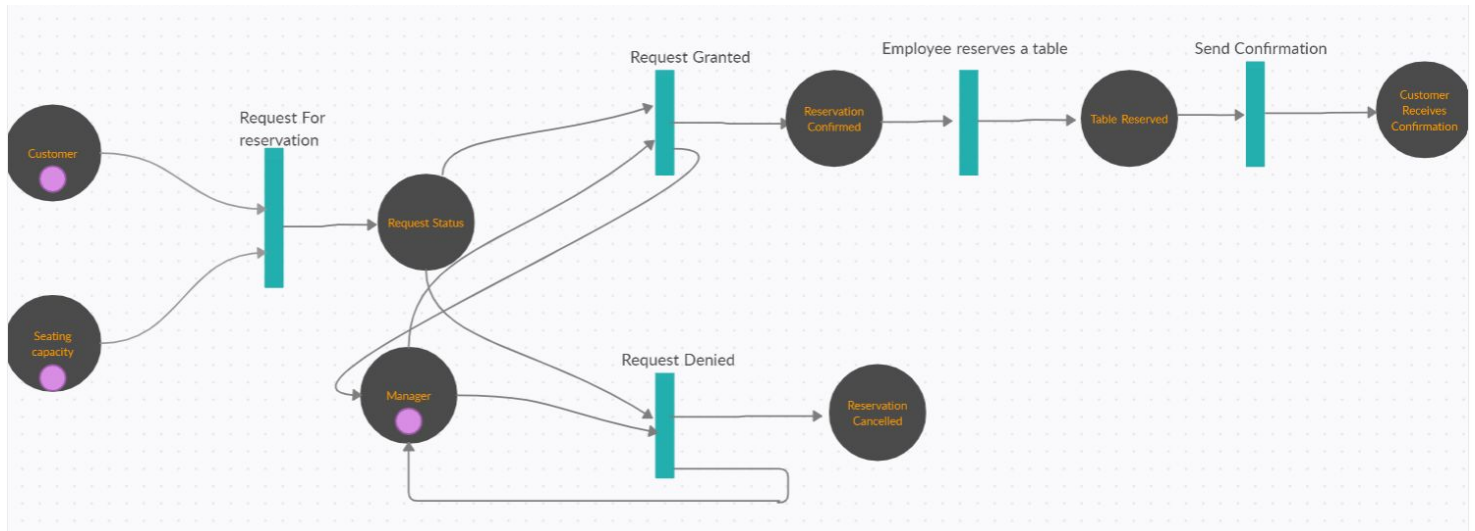 Request Granted
Employee reserves a table
Send Confirmation
Customer
Receives
Confirmation
Reservation
Confirmed
Table Reserved
Request For
reservation
Customer
Request Status
Seating
capacity
Request Denied
Manager
Reservation
Cancelled